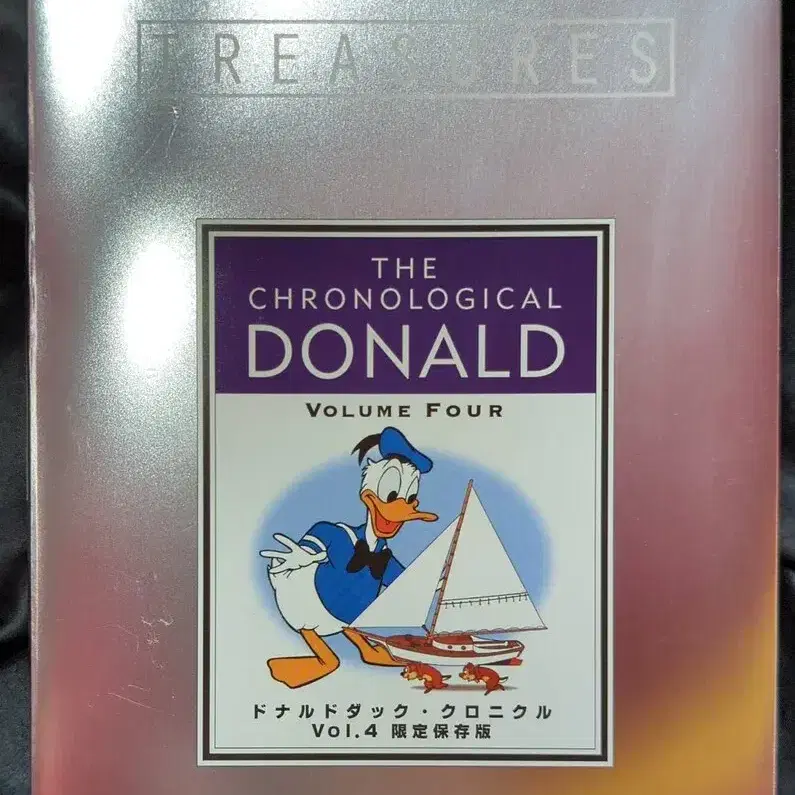 TREASURES
THE
CHRONOLOGICAL
DONALD
VOLUME FOUR
ドナルドダック・クロニクル
Vol.4 限定保存版